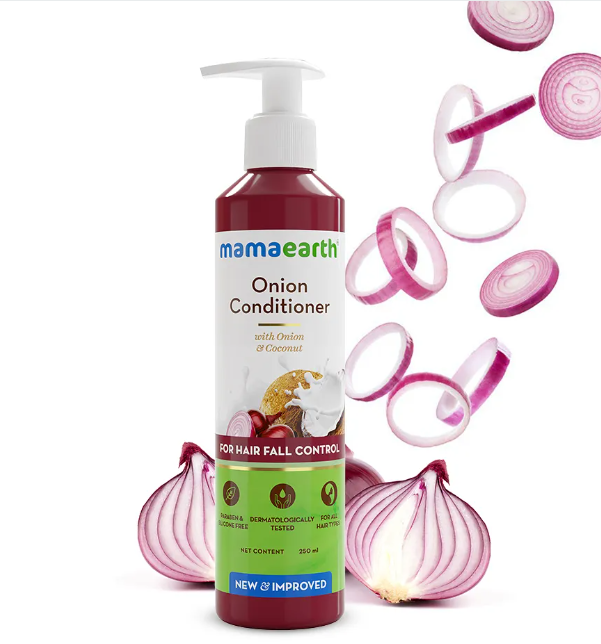 mamaearth
Onion
Conditioner
with Onion
& Coconut
FOR HAIR FALL CONTROL
PARABEN &
SILICONE FREE
DERMATOLOGICALLY
TESTED
FOR ALL
HAIR TYPES
NET CONTENT 250 ml
NEW & IMPROVED